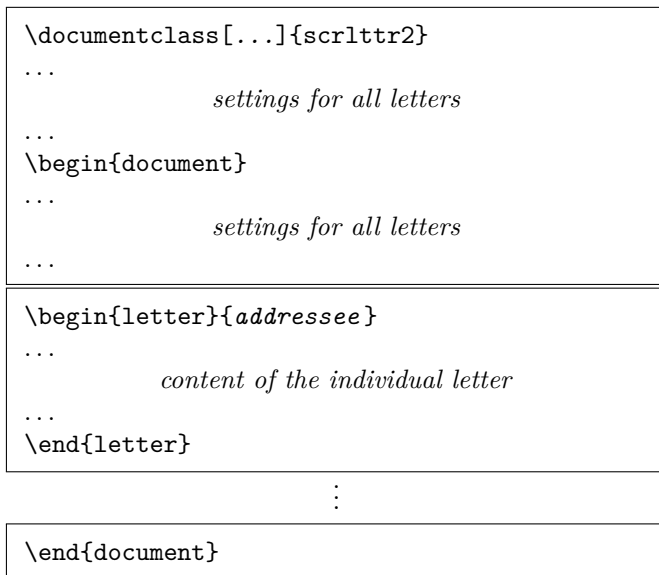 \documentclass[...]{scrlttr2}
...
settings for all letters
...
\begin{document}
...
settings for all letters
...
\begin{letter}{addressee}
...
content of the individual letter
...
\end{letter}
⋮
\end{document}